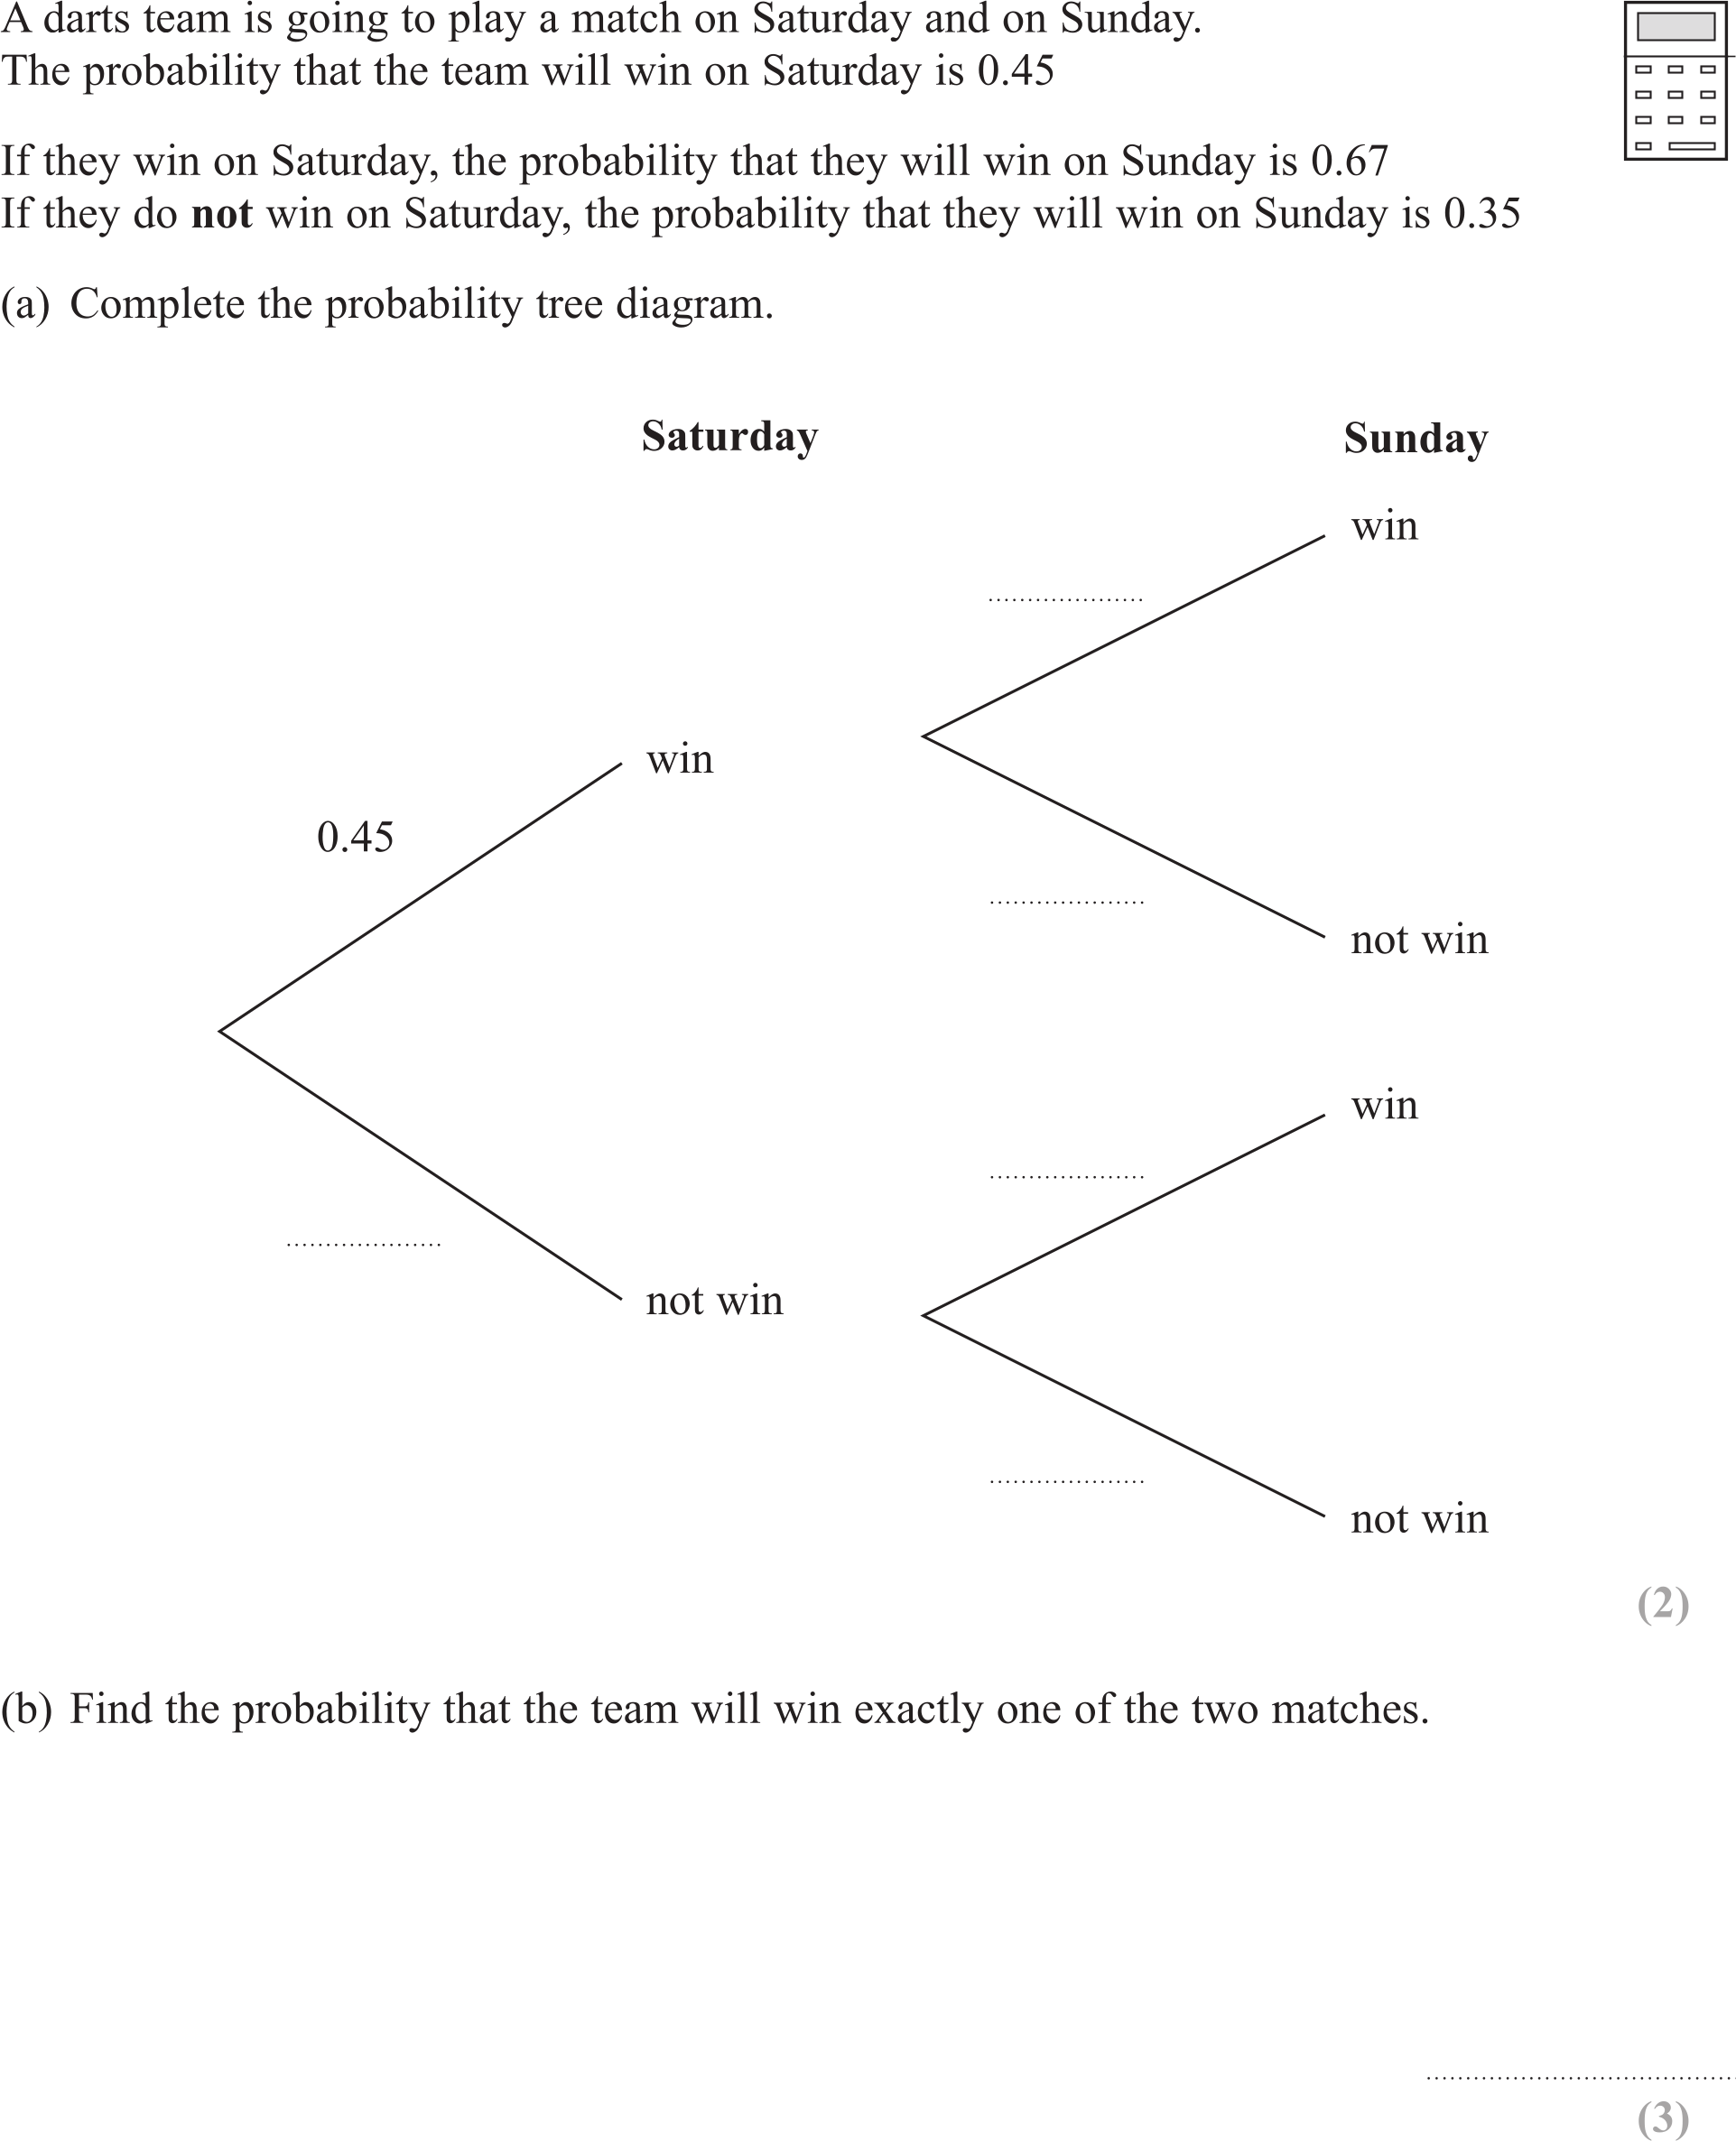 A darts team is going to play a match on Saturday and on Sunday.
The probability that the team will win on Saturday is 0.45
If they win on Saturday, the probability that they will win on Sunday is 0.67
If they do not win on Saturday, the probability that they will win on Sunday is 0.35
(a) Complete the probability tree diagram.
Saturday Sunday
win
win
0.45
not win
win
not win
not win
(2)
(b) Find the probability that the team will win exactly one of the two matches.
(3)